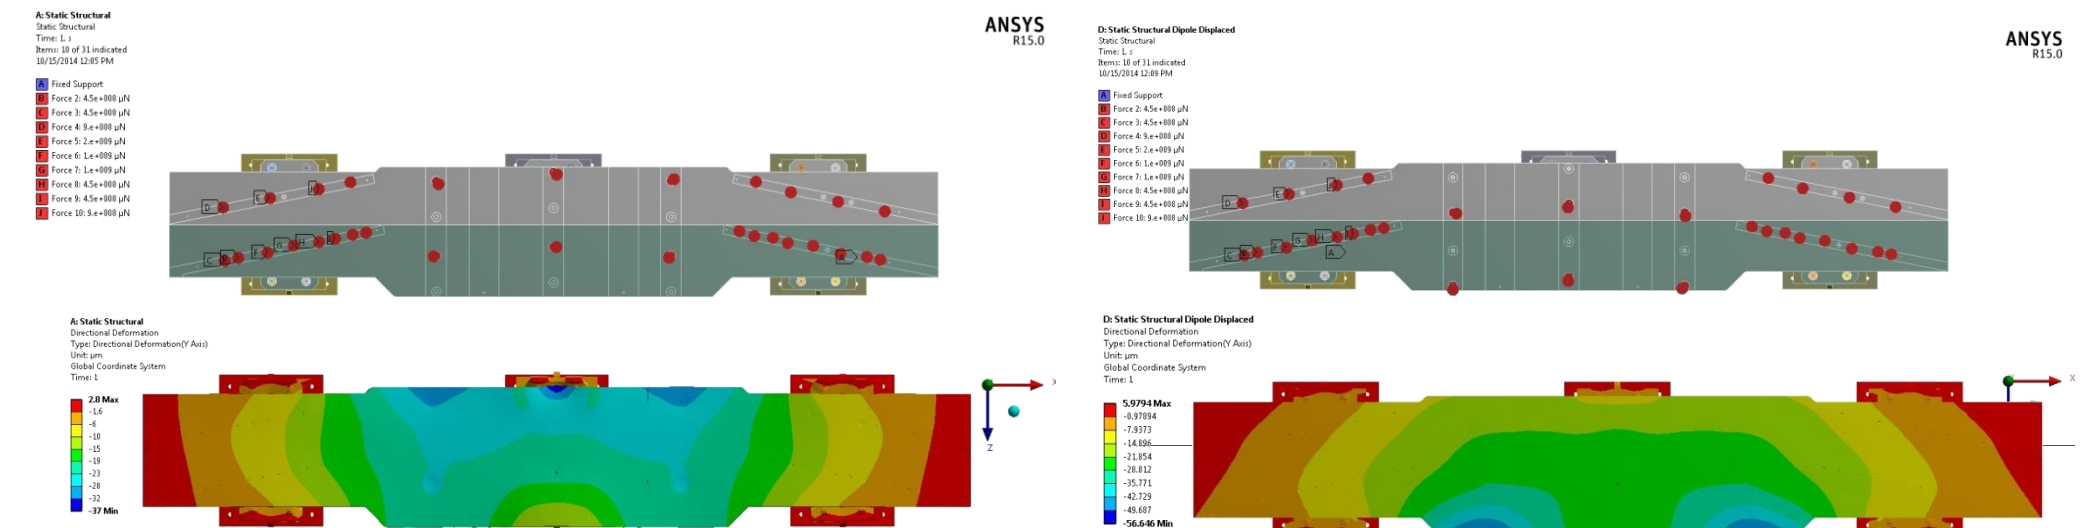 A: Static Structural
Static Structural
Time: 1. s
Items: 10 of 31 indicated
10/15/2014 12:05 PM
ANSYS
R15.0
A Fixed Support
B Force 2: 4.5e+008 µN
C Force 3: 4.5e+008 µN
D Force 4: 9.e+008 µN
E Force 5: 2.e+009 µN
F Force 6: 1.e+009 µN
G Force 7: 1.e+009 µN
H Force 8: 4.5e+008 µN
I Force 9: 4.5e+008 µN
J Force 10: 9.e+008 µN
D E J
C F G H A
A: Static Structural
Directional Deformation
Type: Directional Deformation(Y Axis)
Unit: µm
Global Coordinate System
Time: 1
2.8 Max
-1.6
-6
-10
-15
-19
-23
-28
-32
-37 Min
X
Z
D: Static Structural Dipole Displaced
Static Structural
Time: 1. s
Items: 10 of 31 indicated
10/15/2014 12:09 PM
ANSYS
R15.0
A Fixed Support
B Force 2: 4.5e+008 µN
C Force 3: 4.5e+008 µN
D Force 4: 9.e+008 µN
E Force 5: 2.e+009 µN
F Force 6: 1.e+009 µN
G Force 7: 1.e+009 µN
H Force 8: 4.5e+008 µN
I Force 9: 4.5e+008 µN
J Force 10: 9.e+008 µN
D E J
C F G H A
D: Static Structural Dipole Displaced
Directional Deformation
Type: Directional Deformation(Y Axis)
Unit: µm
Global Coordinate System
Time: 1
5.9794 Max
-0.97894
-7.9373
-14.896
-21.854
-28.812
-35.771
-42.729
-49.687
-56.646 Min
X